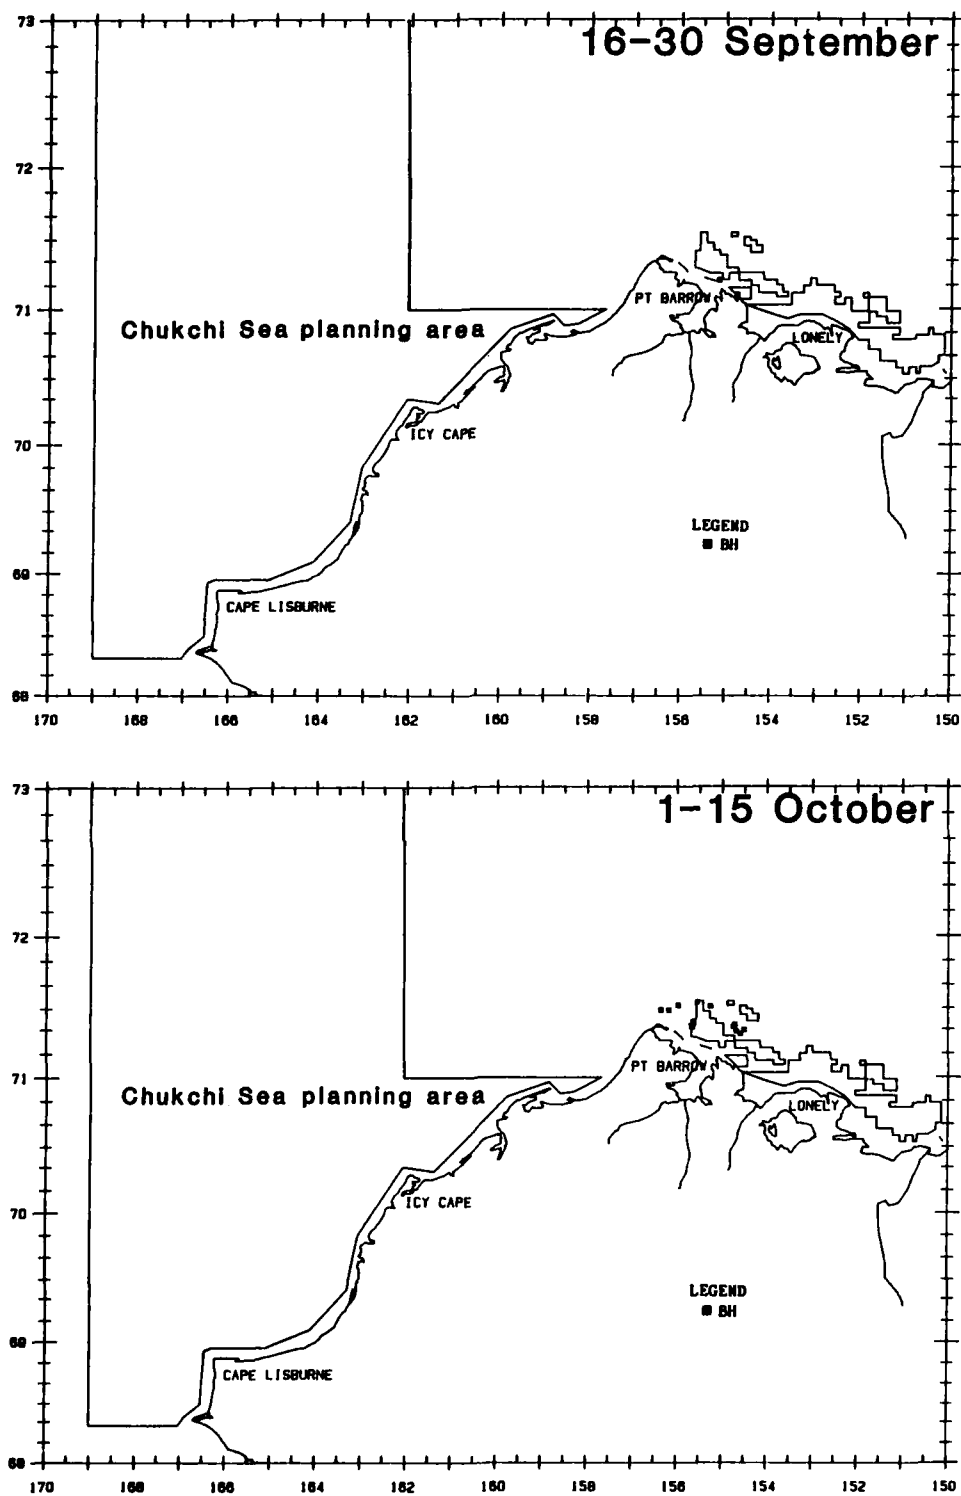 73
16-30 September
72
71
PT BARROW
Chukchi Sea planning area
LONELY
70
ICY CAPE
LEGEND
BH
69
CAPE LISBURNE
68
170 168 166 164 162 160 158 156 154 152 150
73
1-15 October
72
71
PT BARROW
Chukchi Sea planning area
LONELY
70
ICY CAPE
LEGEND
BH
69
CAPE LISBURNE
68
170 168 166 164 162 160 158 156 154 152 150